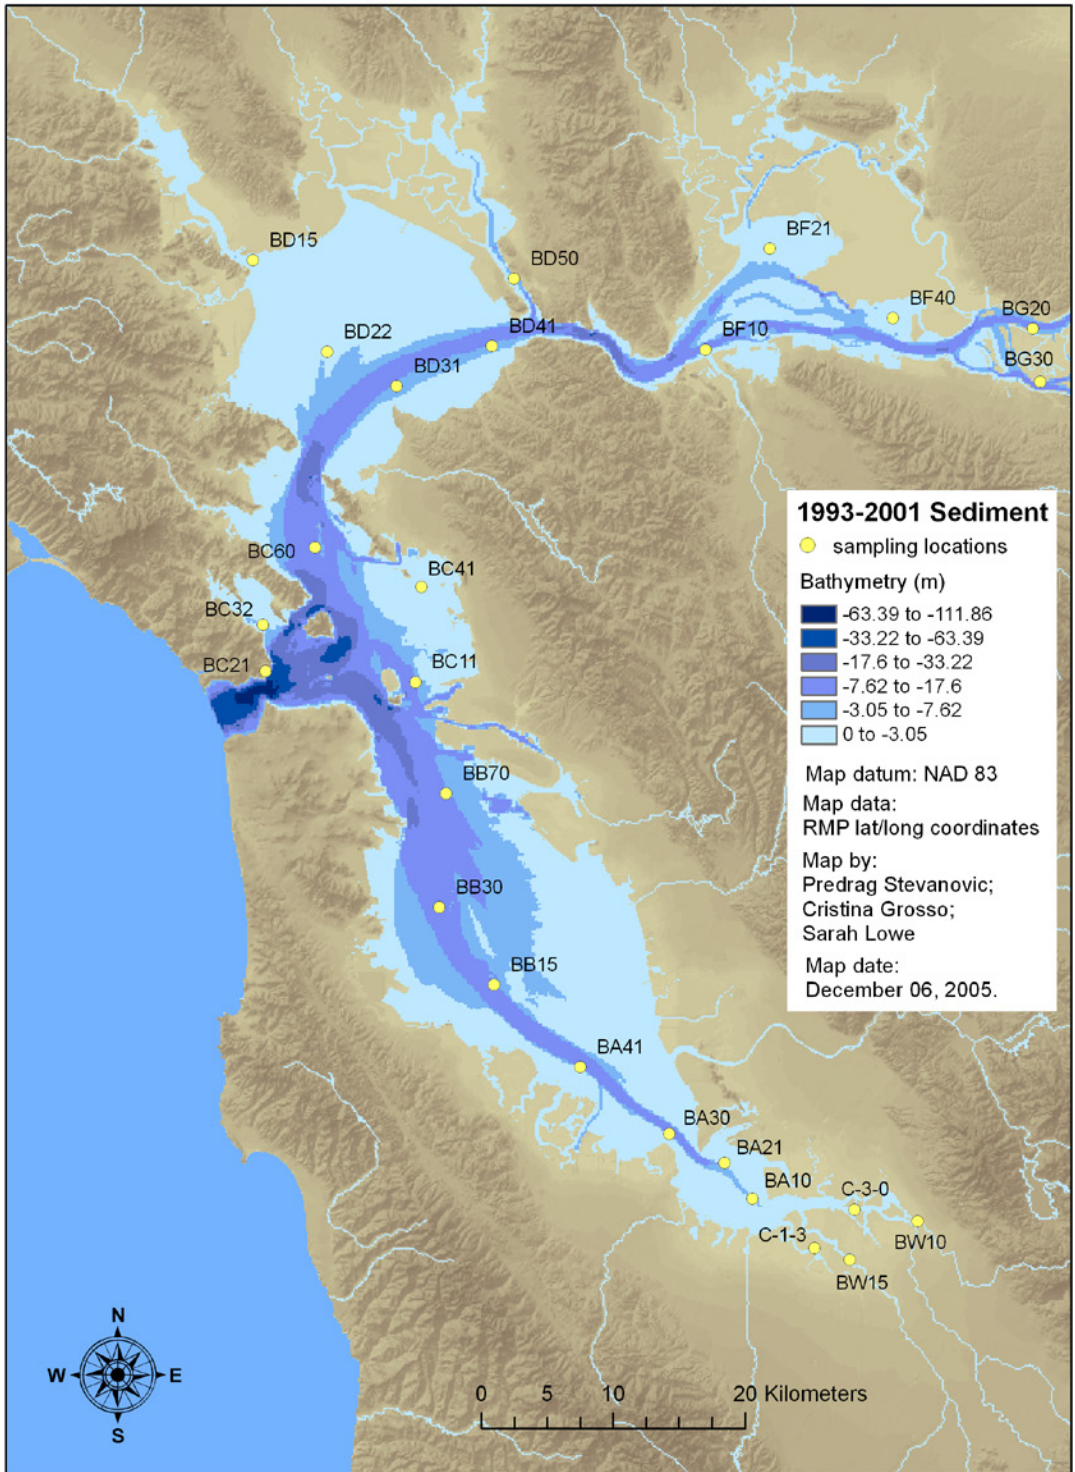 BD15
BF21
BD50
BF40
BG20
BD41
BD22
BF10
BD31
BG30
1993-2001 Sediment
sampling locations
BC60
BC41
Bathymetry (m)
BC32
-63.39 to -111.86
-33.22 to -63.39
-17.6 to -33.22
-7.62 to -17.6
-3.05 to -7.62
0 to -3.05
BC21
BC11
Map datum: NAD 83
Map data:
RMP lat/long coordinates
Map by:
Predrag Stevanovic;
Cristina Grosso;
Sarah Lowe
Map date:
December 06, 2005.
BB70
BB30
BB15
BA41
BA30
BA21
BA10
C-3-0
C-1-3
BW10
BW15
N
W E
S
0 5 10 20 Kilometers